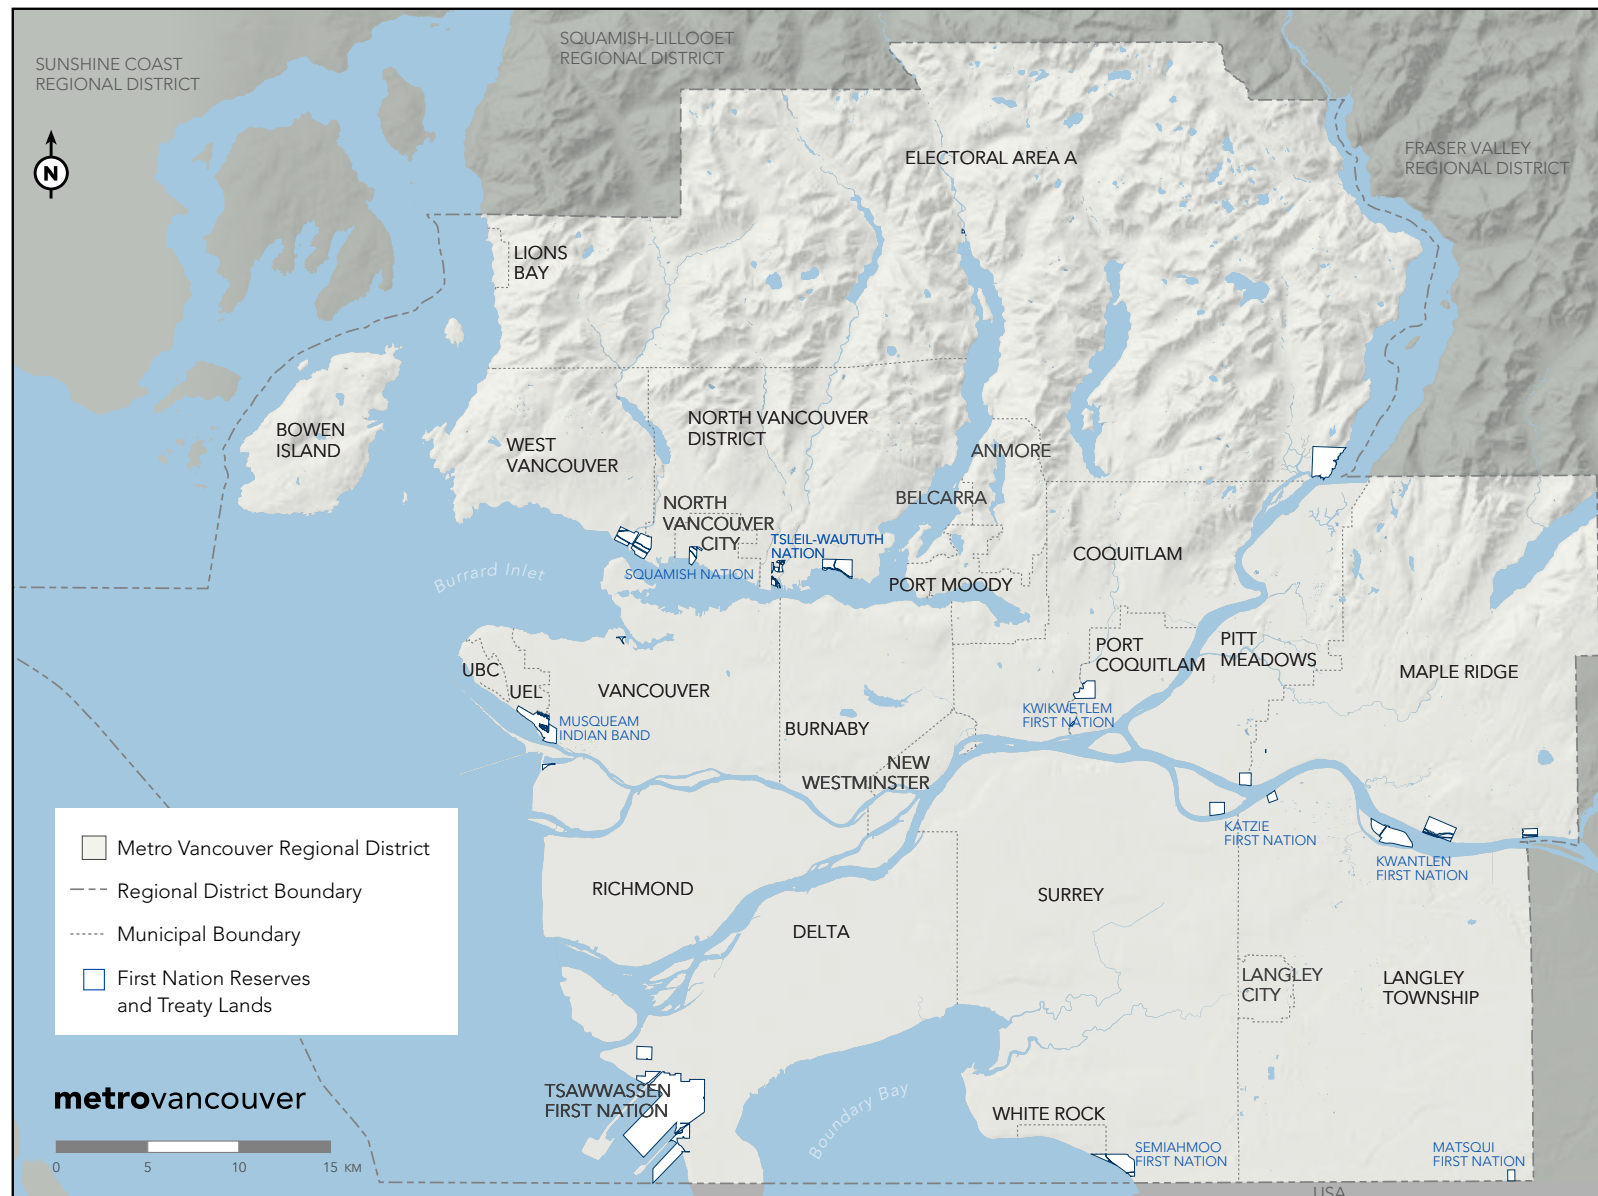 SUNSHINE COAST
REGIONAL DISTRICT
SQUAMISH-LILLOOET
REGIONAL DISTRICT
FRASER VALLEY
REGIONAL DISTRICT
N
ELECTORAL AREA A
LIONS
BAY
BOWEN
ISLAND
WEST
VANCOUVER
NORTH VANCOUVER
DISTRICT
ANMORE
BELCARRA
NORTH
VANCOUVER
CITY
TSLEIL-WAUTUTH
NATION
SQUAMISH NATION
Burrard Inlet
PORT MOODY
COQUITLAM
PORT
COQUITLAM
PITT
MEADOWS
MAPLE RIDGE
UBC
UEL
VANCOUVER
MUSQUEAM
INDIAN BAND
BURNABY
KWIKWETLEM
FIRST NATION
NEW
WESTMINSTER
KATZIE
FIRST NATION
KWANTLEN
FIRST NATION
RICHMOND
SURREY
DELTA
LANGLEY
CITY
LANGLEY
TOWNSHIP
TSAWWASSEN
FIRST NATION
Boundary Bay
WHITE ROCK
SEMIAHMOO
FIRST NATION
MATSQUI
FIRST NATION
USA
Metro Vancouver Regional District
Regional District Boundary
Municipal Boundary
First Nation Reserves
and Treaty Lands
metrovancouver
0 5 10 15 KM